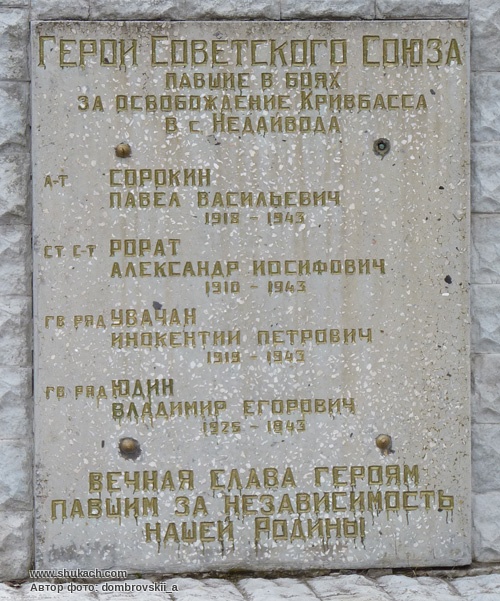 Герои Советского Союза
павшие в боях
за освобождение Кривбасса
в с Недайвода
л-т Сорокин
Павел Васильевич
1918 - 1943
ст с-т Рорат
Александр Иосифович
1910 - 1943
гв ряд Увачан
Инокентий Петрович
1919 - 1943
гв ряд Юдин
Владимир Егорович
1925 - 1943
Вечная слава героям
павшим за независимость
нашей Родины
www.shukach.com
Автор фото: dombrovskii_a